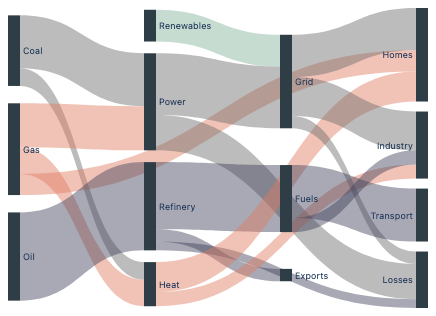 Coal
Gas
Oil
Renewables
Power
Refinery
Heat
Grid
Fuels
Exports
Homes
Industry
Transport
Losses